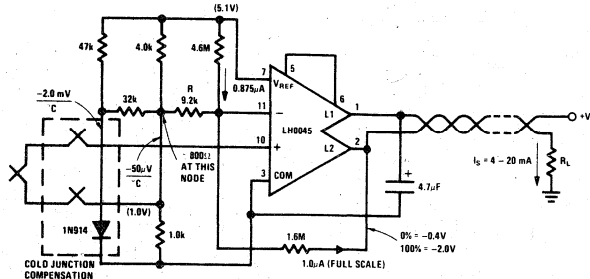 (5.1V)
47k
4.0k
4.6M
5
7
VREF
0.875µA
6
-2.0 mV
°C
32k
R
9.2k
11
−
L1
1
+V
LH0045
10
+
L2
2
~800Ω
AT THIS
NODE
-50µV
°C
3
COM
+
4.7µF
IS = 4 – 20 mA
RL
(1.0V)
1N914
1.0k
1.6M
0% = –0.4V
100% = –2.0V
1.0µA (FULL SCALE)
COLD JUNCTION
COMPENSATION